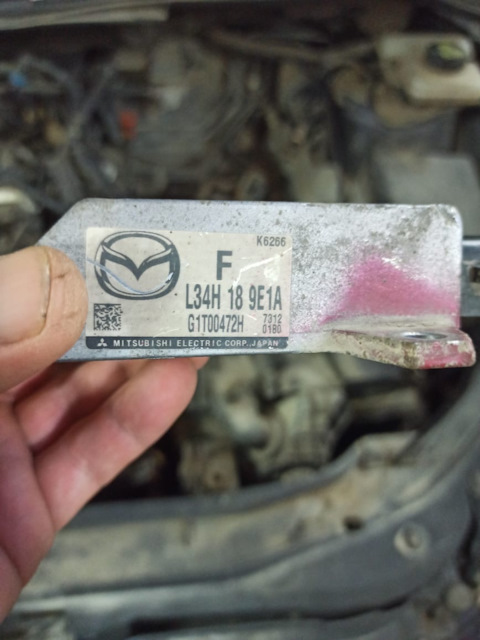 K6266
F
L34H 18 9E1A
G1T00472H 7312
0180
MITSUBISHI ELECTRIC CORP., JAPAN